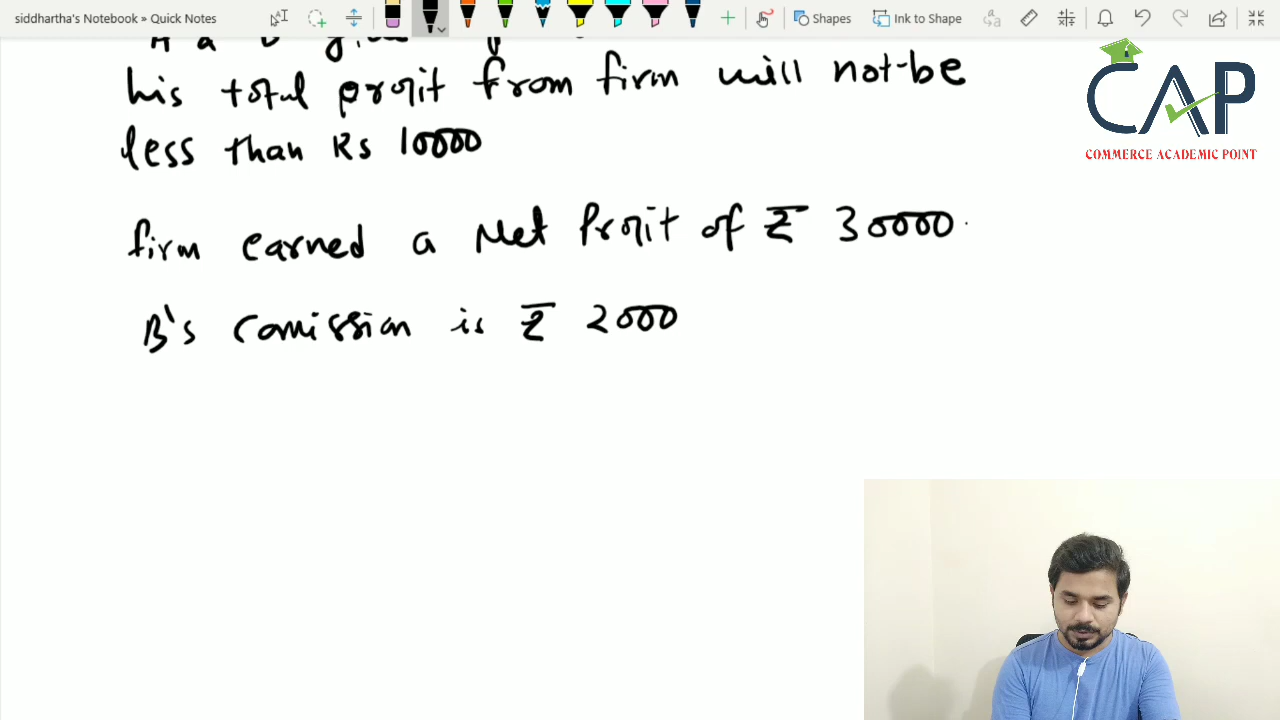 siddhartha's Notebook » Quick Notes
Shapes
Ink to Shape
his total profit from firm will not-be
less than Rs 10000
firm earned a Net Profit of ₹ 30000
B's Comission is ₹ 2000
CAP
COMMERCE ACADEMIC POINT